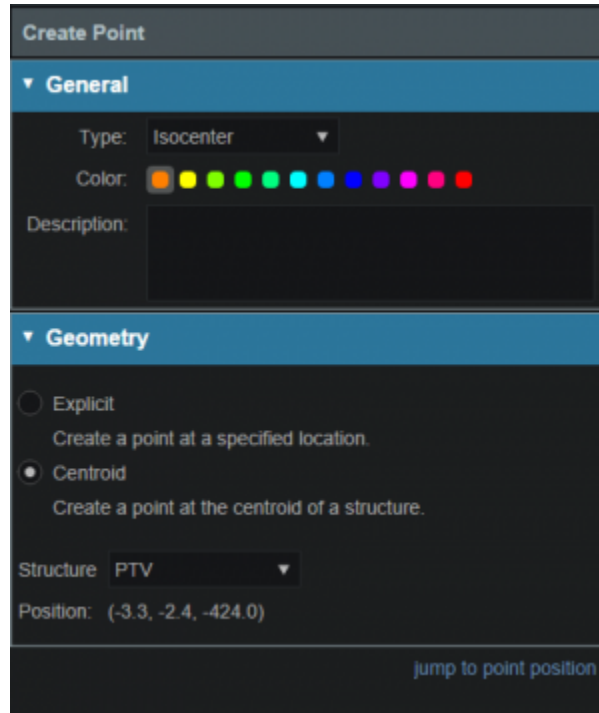 Create Point
General
Type: Isocenter
Color:
Description:
Geometry
Explicit
Create a point at a specified location.
Centroid
Create a point at the centroid of a structure.
Structure PTV
Position: (-3.3, -2.4, -424.0)
jump to point position